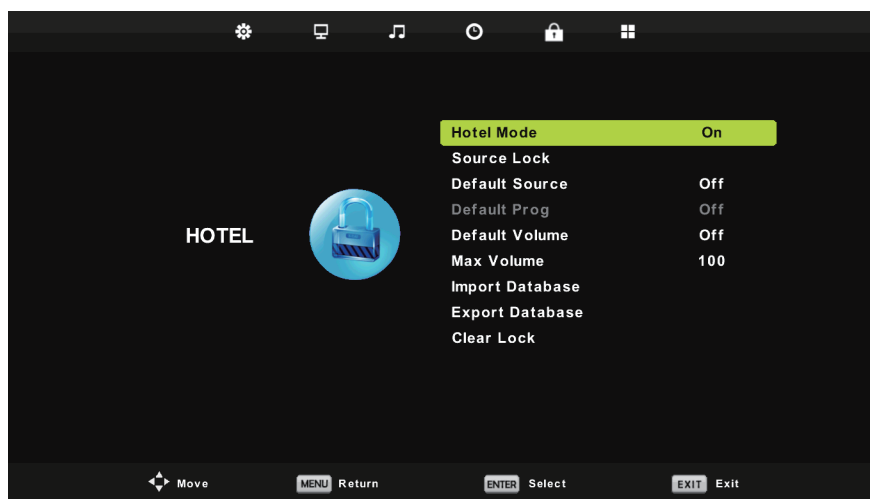 Hotel Mode On
Source Lock
Default Source Off
Default Prog Off
HOTEL
Default Volume Off
Max Volume 100
Import Database
Export Database
Clear Lock
Move MENU Return ENTER Select EXIT Exit